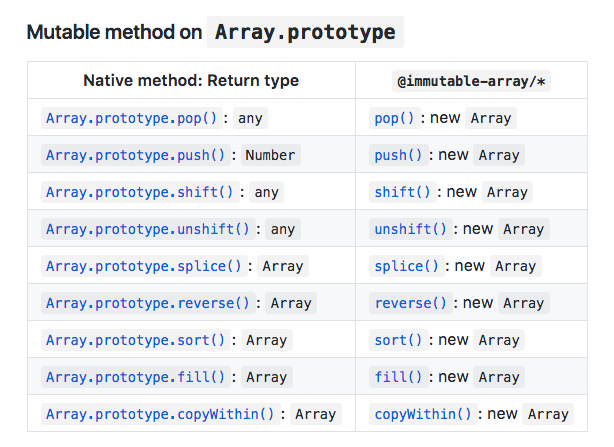 Mutable method on Array.prototype
Native method: Return type @immutable-array/*
Array.prototype.pop() : any pop() : new Array
Array.prototype.push() : Number push() : new Array
Array.prototype.shift() : any shift() : new Array
Array.prototype.unshift() : any unshift() : new Array
Array.prototype.splice() : Array splice() : new Array
Array.prototype.reverse() : Array reverse() : new Array
Array.prototype.sort() : Array sort() : new Array
Array.prototype.fill() : Array fill() : new Array
Array.prototype.copyWithin() : Array copyWithin() : new Array